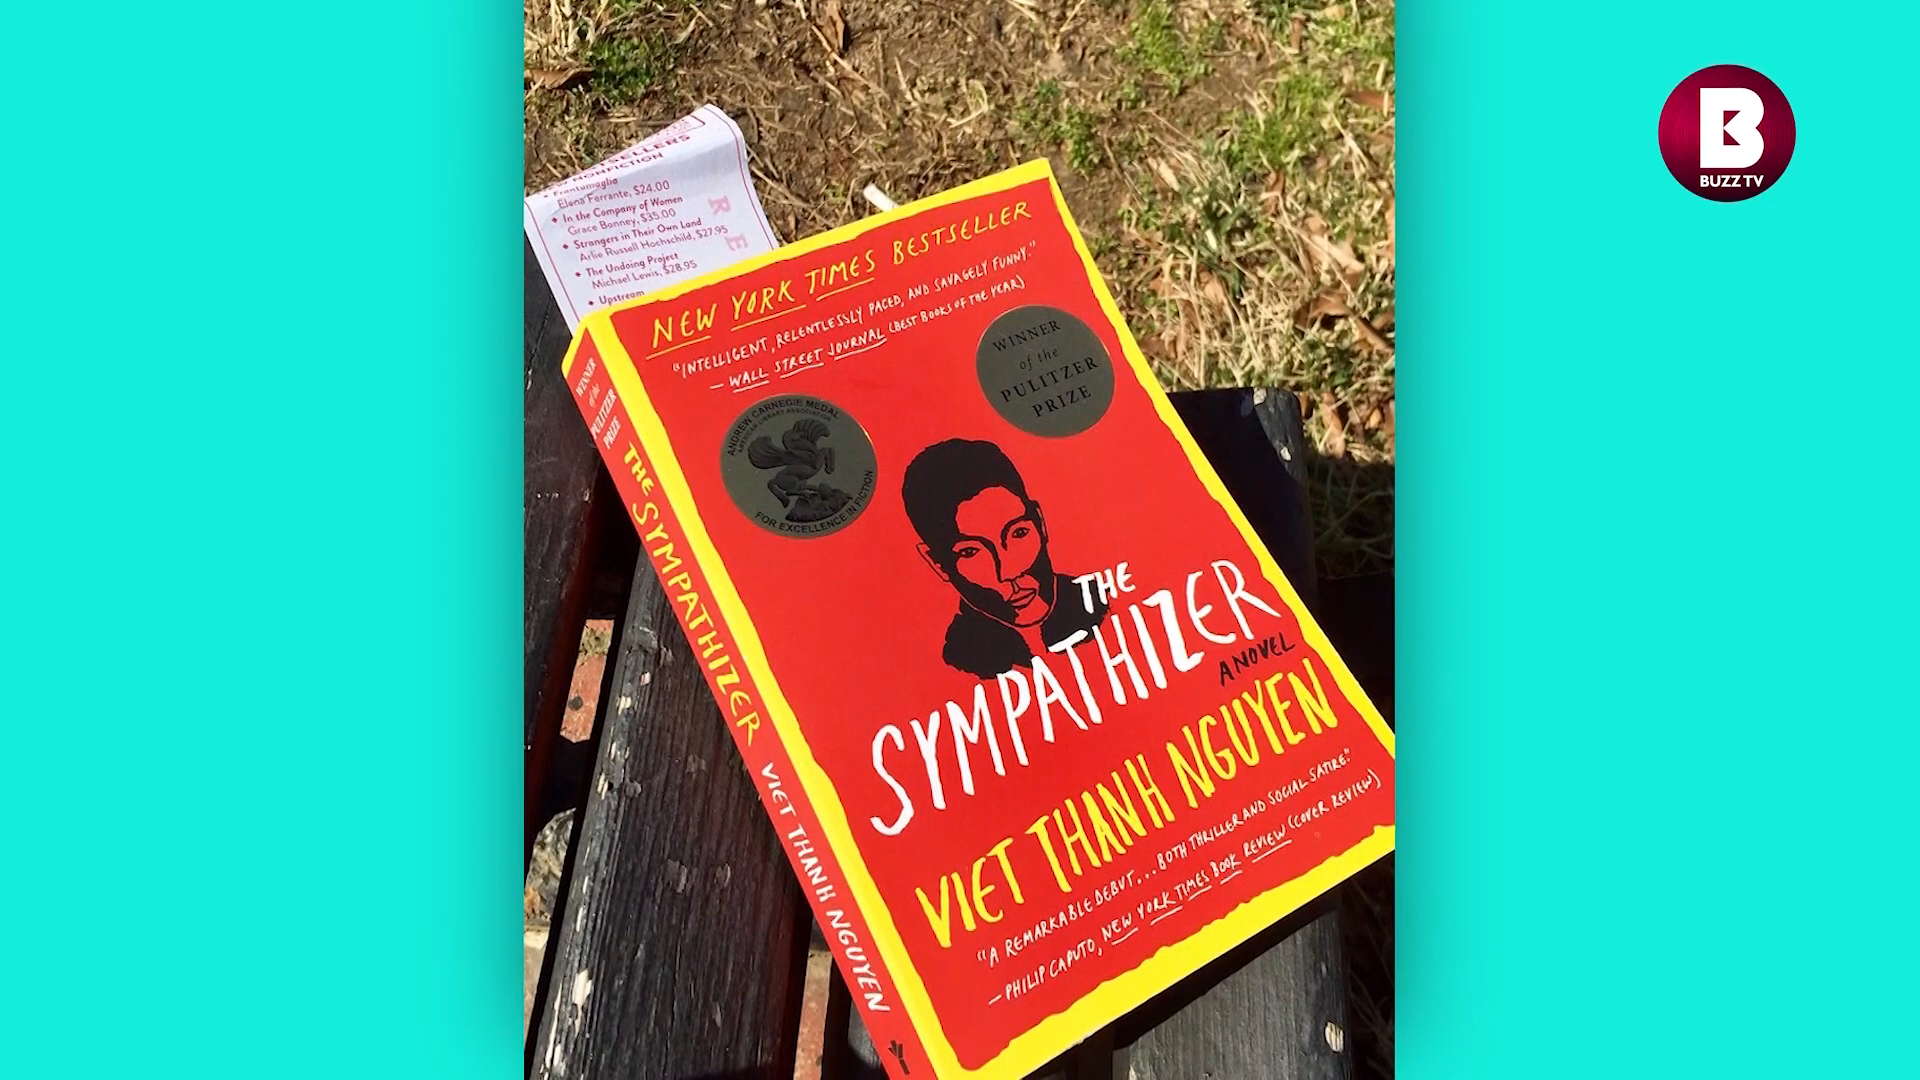 B
BUZZ TV
BESTSELLERS
NONFICTION
Frantumaglia
Elena Ferrante, $24.00
In the Company of Women
Grace Bonney, $35.00
Strangers in Their Own Land
Arlie Russell Hochschild, $27.95
The Undoing Project
Michael Lewis, $28.95
Upstream
R E
NEW YORK TIMES BESTSELLER
"INTELLIGENT, RELENTLESSLY PACED, AND SAVAGELY FUNNY."
— WALL STREET JOURNAL (BEST BOOKS OF THE YEAR)
WINNER
of the
PULITZER
PRIZE
ANDREW CARNEGIE MEDAL
AMERICAN LIBRARY ASSOCIATION
FOR EXCELLENCE IN FICTION
THE
SYMPATHIZER
A NOVEL
VIET THANH NGUYEN
"A REMARKABLE DEBUT... BOTH THRILLER AND SOCIAL SATIRE."
—PHILIP CAPUTO, NEW YORK TIMES BOOK REVIEW (COVER REVIEW)
WINNER
of the
PULITZER
PRIZE
THE SYMPATHIZER VIET THANH NGUYEN